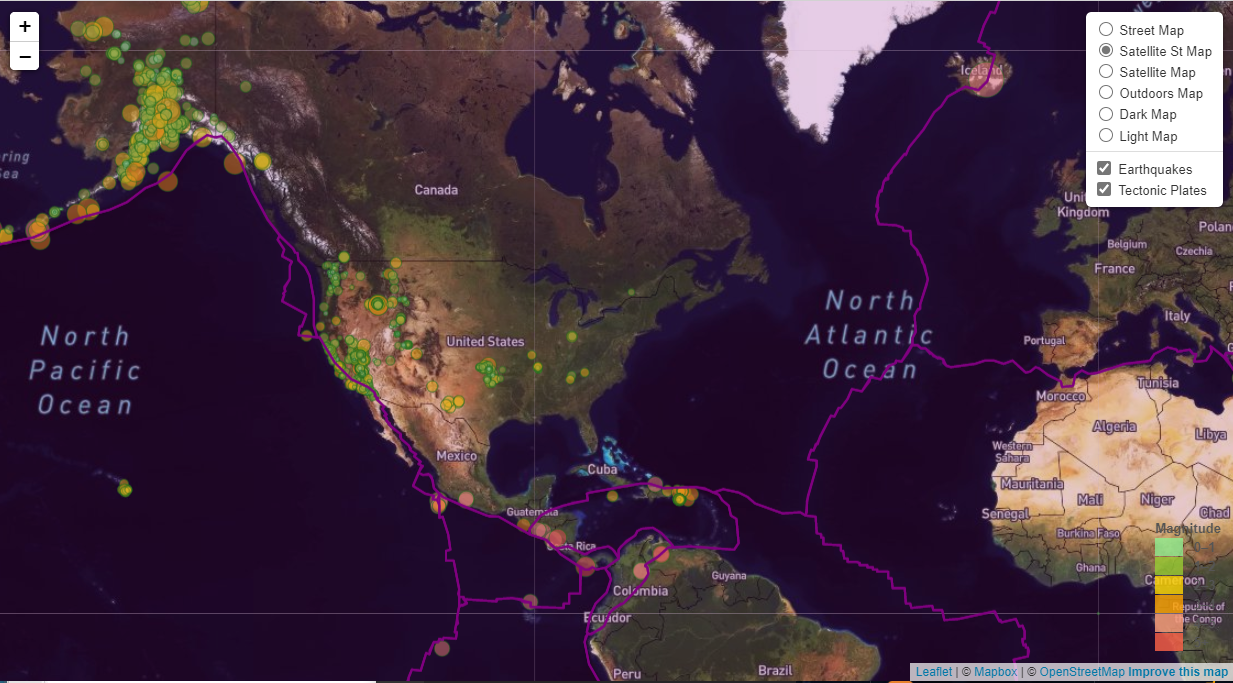 +
−
Street Map
Satellite St Map
Satellite Map
Outdoors Map
Dark Map
Light Map
Earthquakes
Tectonic Plates
Iceland
ring
Sea
Canada
Kingdom
Polan
Belgium
Czechia
France
Italy
North
Pacific
Ocean
North
Atlantic
Ocean
United States
Portugal
Tunisia
Morocco
Algeria
Libya
Western
Sahara
Mexico
Cuba
Mauritania
Mali
Niger
Chad
Senegal
Guatemala
Burkina Faso
Magnitude
Costa Rica
Ghana
Guyana
Cameroon
Colombia
Republic of
the Congo
Ecuador
Peru
Brazil
Leaflet | © Mapbox | © OpenStreetMap Improve this map